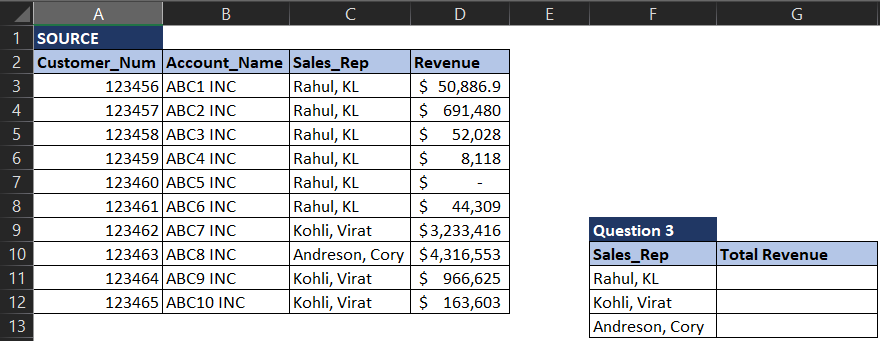 A B C D E F G
1 SOURCE
2 Customer_Num Account_Name Sales_Rep Revenue
3 123456 ABC1 INC Rahul, KL $ 50,886.9
4 123457 ABC2 INC Rahul, KL $ 691,480
5 123458 ABC3 INC Rahul, KL $ 52,028
6 123459 ABC4 INC Rahul, KL $ 8,118
7 123460 ABC5 INC Rahul, KL $ -
8 123461 ABC6 INC Rahul, KL $ 44,309
9 123462 ABC7 INC Kohli, Virat $3,233,416 Question 3
10 123463 ABC8 INC Andreson, Cory $4,316,553 Sales_Rep Total Revenue
11 123464 ABC9 INC Kohli, Virat $ 966,625 Rahul, KL
12 123465 ABC10 INC Kohli, Virat $ 163,603 Kohli, Virat
13 Andreson, Cory